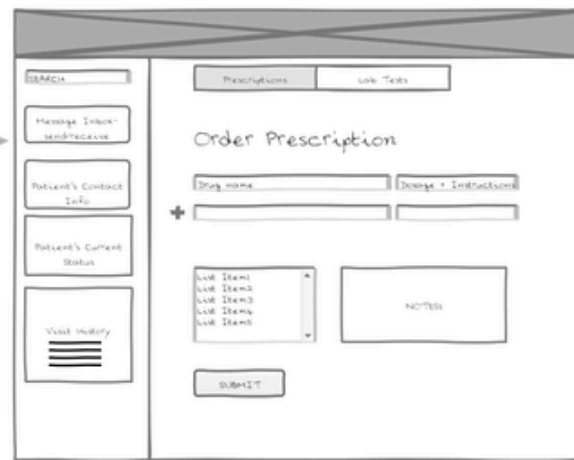 SEARCH
Prescriptions
Lab Tests
Message Inbox-
send/receive
Order Prescription
Patient's Contact
Info
Drug name
Dosage + Instructions
Patient's Current
Status
List Item1
List Item2
List Item3
List Item4
List Item5
NOTES:
Visit History
SUBMIT